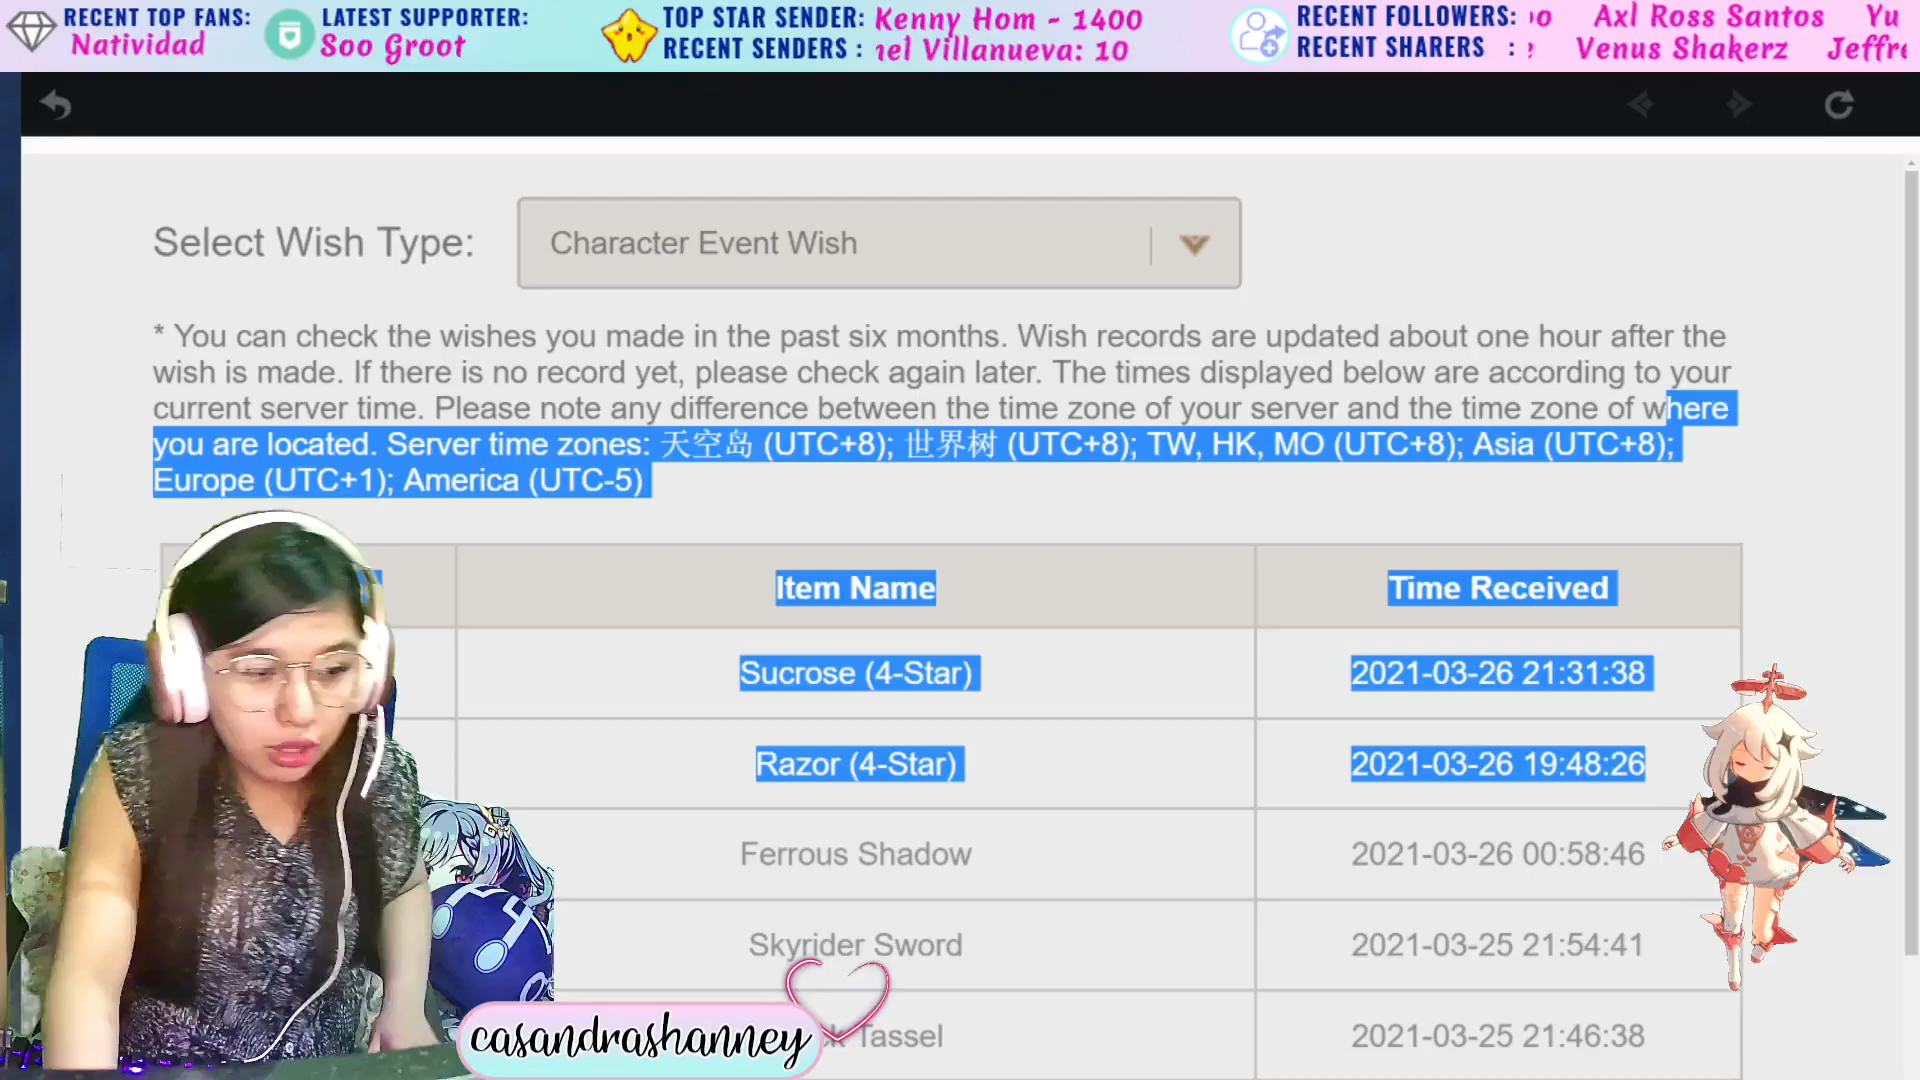 RECENT TOP FANS:
Natividad
LATEST SUPPORTER:
Soo Groot
TOP STAR SENDER: Kenny Hom - 1400
RECENT SENDERS : nel Villanueva: 10
RECENT FOLLOWERS: Axl Ross Santos Yu
RECENT SHARERS : Venus Shakerz Jeffre
Select Wish Type:
Character Event Wish
* You can check the wishes you made in the past six months. Wish records are updated about one hour after the
wish is made. If there is no record yet, please check again later. The times displayed below are according to your
current server time. Please note any difference between the time zone of your server and the time zone of where
you are located. Server time zones: 天空岛 (UTC+8); 世界树 (UTC+8); TW, HK, MO (UTC+8); Asia (UTC+8);
Europe (UTC+1); America (UTC-5)
Item Name Time Received
Sucrose (4-Star) 2021-03-26 21:31:38
Razor (4-Star) 2021-03-26 19:48:26
Ferrous Shadow 2021-03-26 00:58:46
Skyrider Sword 2021-03-25 21:54:41
k Tassel 2021-03-25 21:46:38
casandrashanney